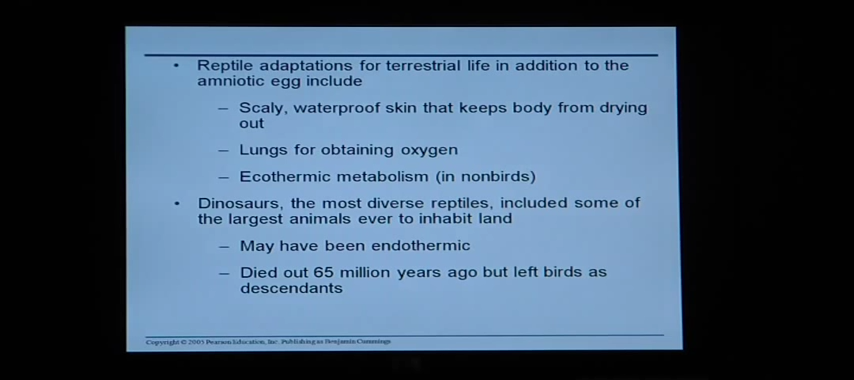 • Reptile adaptations for terrestrial life in addition to the
amniotic egg include
– Scaly, waterproof skin that keeps body from drying
out
– Lungs for obtaining oxygen
– Ecothermic metabolism (in nonbirds)
• Dinosaurs, the most diverse reptiles, included some of
the largest animals ever to inhabit land
– May have been endothermic
– Died out 65 million years ago but left birds as
descendants
Copyright © 2005 Pearson Education, Inc. Publishing as Benjamin Cummings